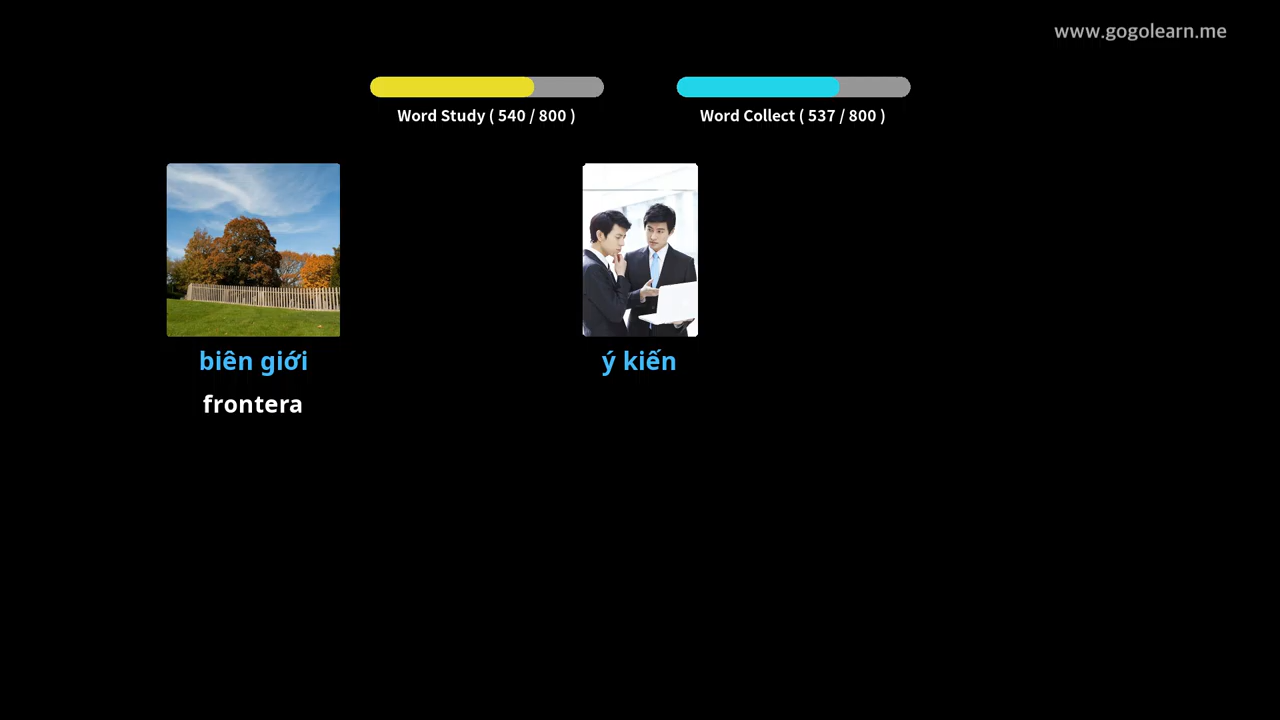 www.gogolearn.me
Word Study ( 540 / 800 )
Word Collect ( 537 / 800 )
biên giới
frontera
ý kiến